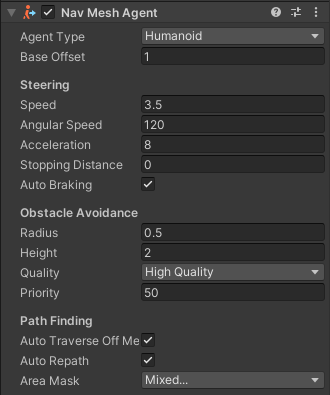 Nav Mesh Agent
Agent Type Humanoid
Base Offset 1
Steering
Speed 3.5
Angular Speed 120
Acceleration 8
Stopping Distance 0
Auto Braking
Obstacle Avoidance
Radius 0.5
Height 2
Quality High Quality
Priority 50
Path Finding
Auto Traverse Off Me
Auto Repath
Area Mask Mixed...